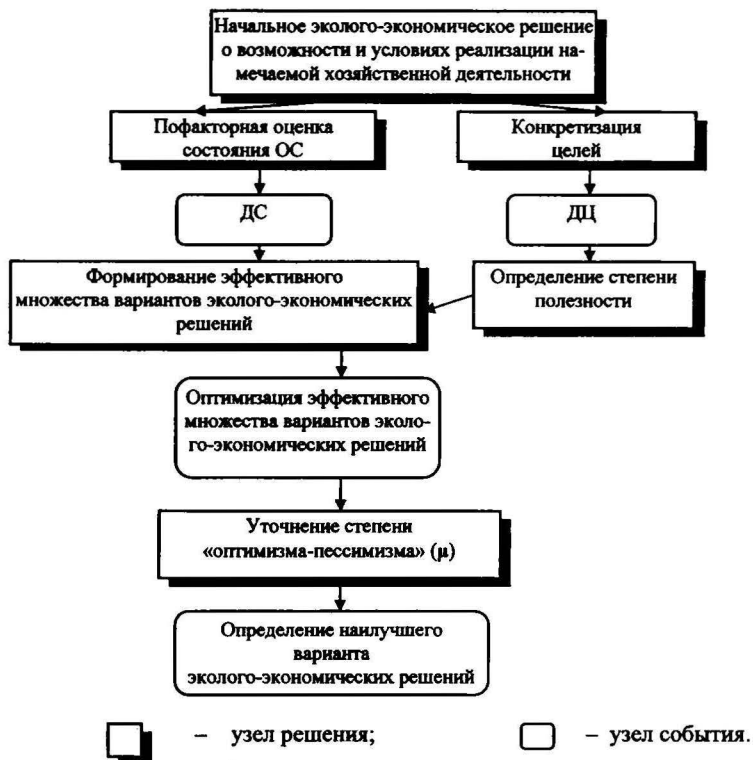 Начальное эколого-экономическое решение
о возможности и условиях реализации на-
мечаемой хозяйственной деятельности
Пофакторная оценка
состояния ОС
Конкретизация
целей
ДС
ДЦ
Формирование эффективного
множества вариантов эколого-экономических
решений
Определение степени
полезности
Оптимизация эффективного
множества вариантов эколо-
го-экономических решений
Уточнение степени
«оптимизма-пессимизма» (μ)
Определение наилучшего
варианта
эколого-экономических решений
– узел решения;
– узел события.